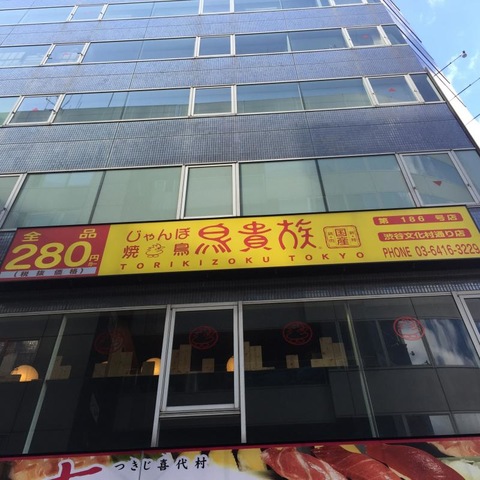 全品
280円均一
(税抜価格)
じゃんぼ
焼鳥
鳥貴族
国産
TORIKIZOKU TOKYO
第186号店
渋谷文化村通り店
PHONE 03-6416-3229
つきじ喜代村